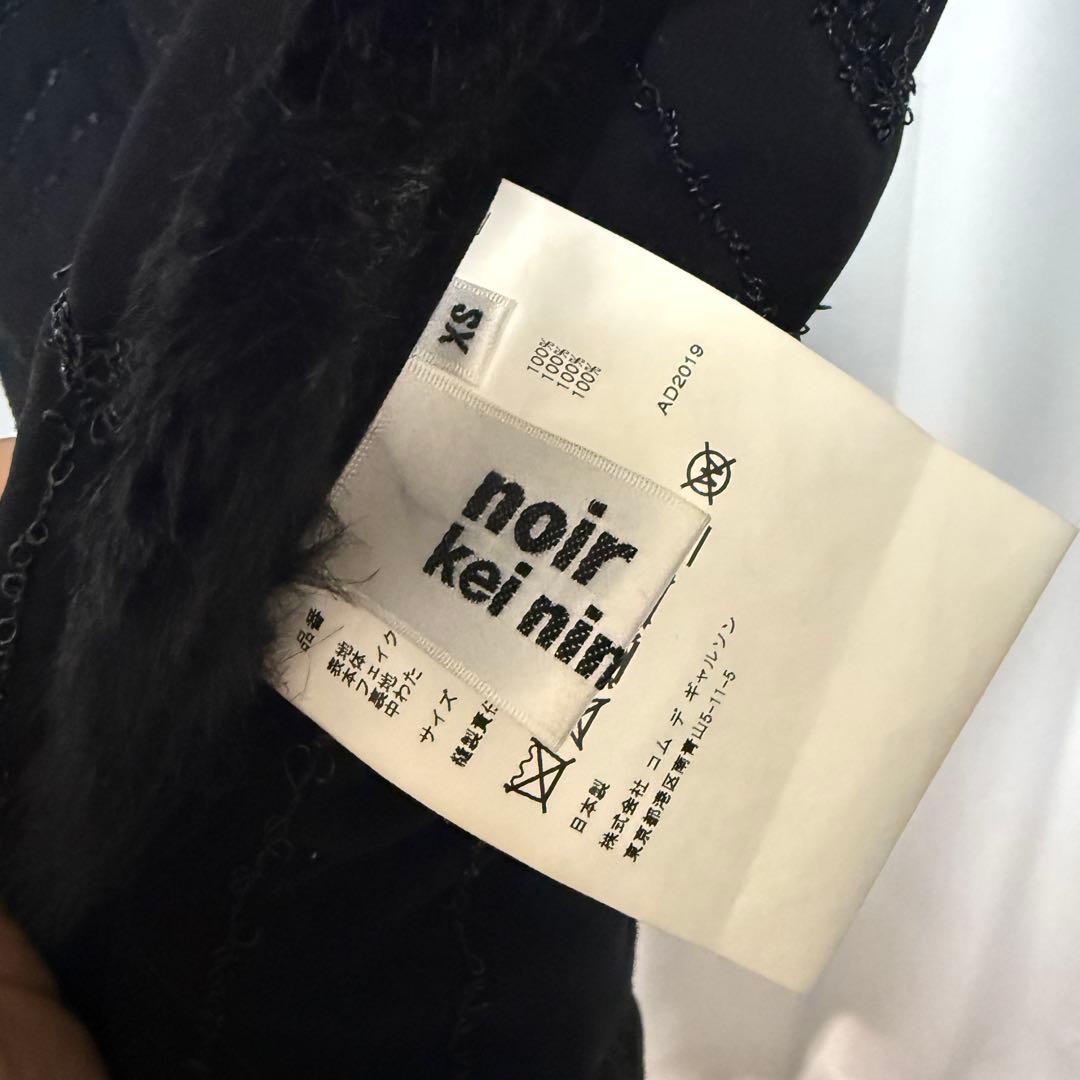 XS
100%
100%
100%
100%
AD2019
noir
kei nin
品番
表地
本体
フェイク
裏地
中わた
サイズ
縫製責任
日本製
株式会社 コム デ ギャルソン
東京都港区南青山5-11-5